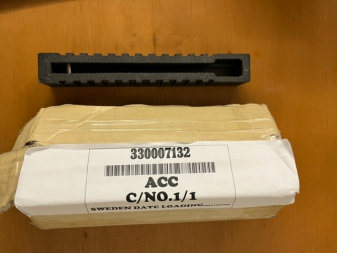 330007132
ACC
C/NO.1/1
SWEDEN DATE LOADING...........